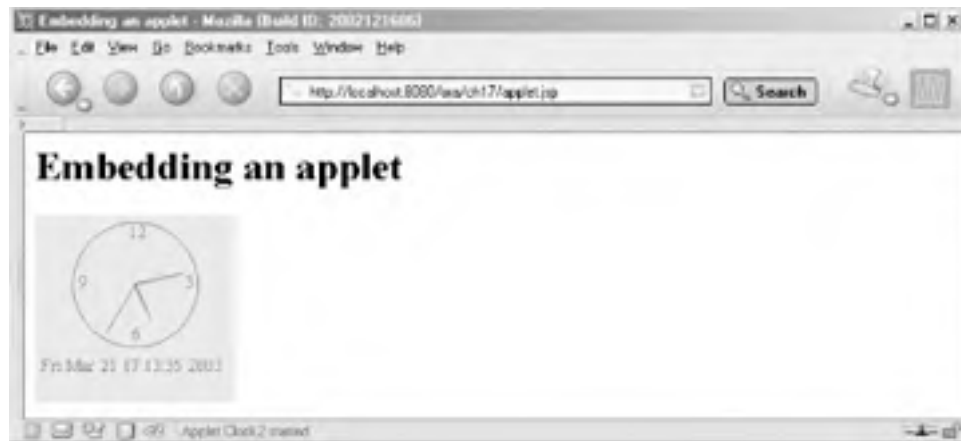 Embedding an applet - Mozilla {Build ID: 2002121606}
File Edit View Go Bookmarks Tools Window Help
http://localhost:8080/jwa/ch17/applet.jsp
Search
Embedding an applet
12
9 3
6
Fri Mar 21 17:13:35 2003
Applet Clock2 started